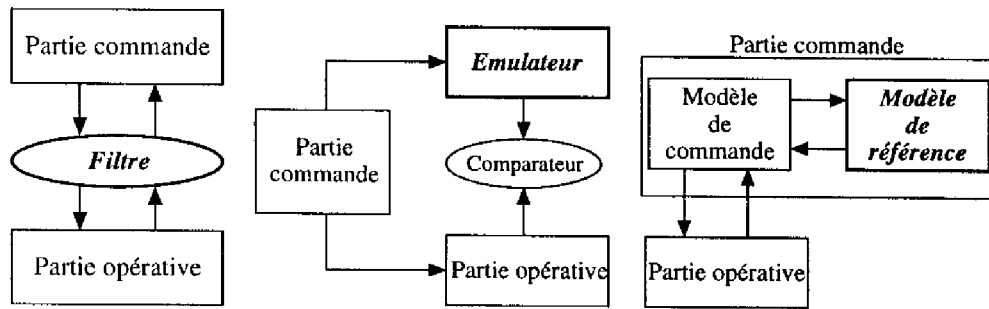 Partie commande
Filtre
Partie opérative
Emulateur
Partie
commande
Comparateur
Partie opérative
Partie commande
Modèle
de
commande
Modèle
de
référence
Partie opérative